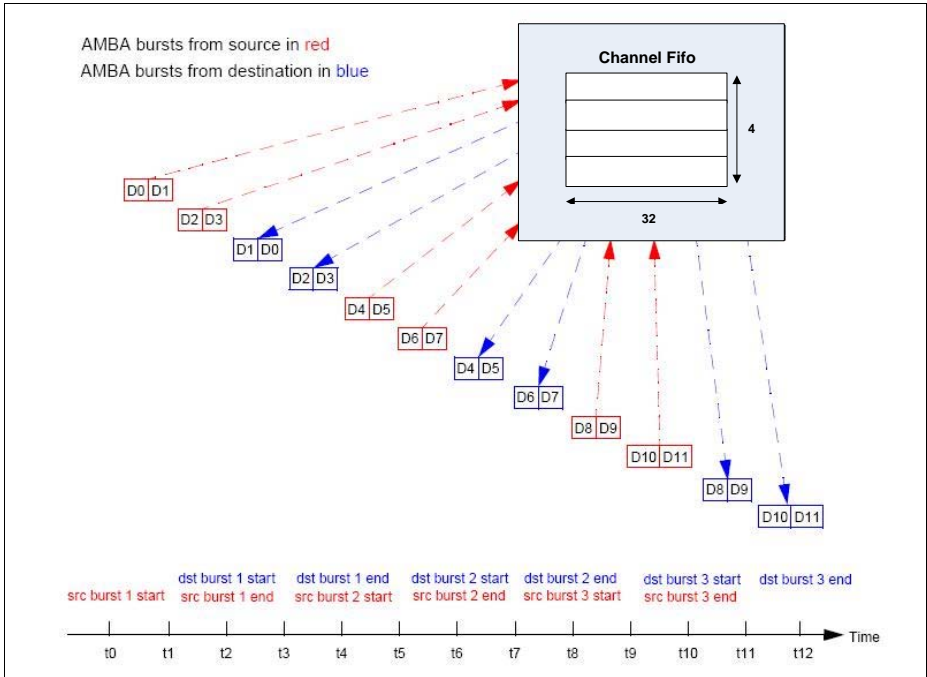 AMBA bursts from source in red
AMBA bursts from destination in blue
Channel Fifo
4
32
D0 D1
D2 D3
D1 D0
D2 D3
D4 D5
D6 D7
D4 D5
D6 D7
D8 D9
D10 D11
D8 D9
D10 D11
dst burst 1 start dst burst 1 end dst burst 2 start dst burst 2 end dst burst 3 start dst burst 3 end
src burst 1 start src burst 1 end src burst 2 start src burst 2 end src burst 3 start src burst 3 end
Time
t0 t1 t2 t3 t4 t5 t6 t7 t8 t9 t10 t11 t12